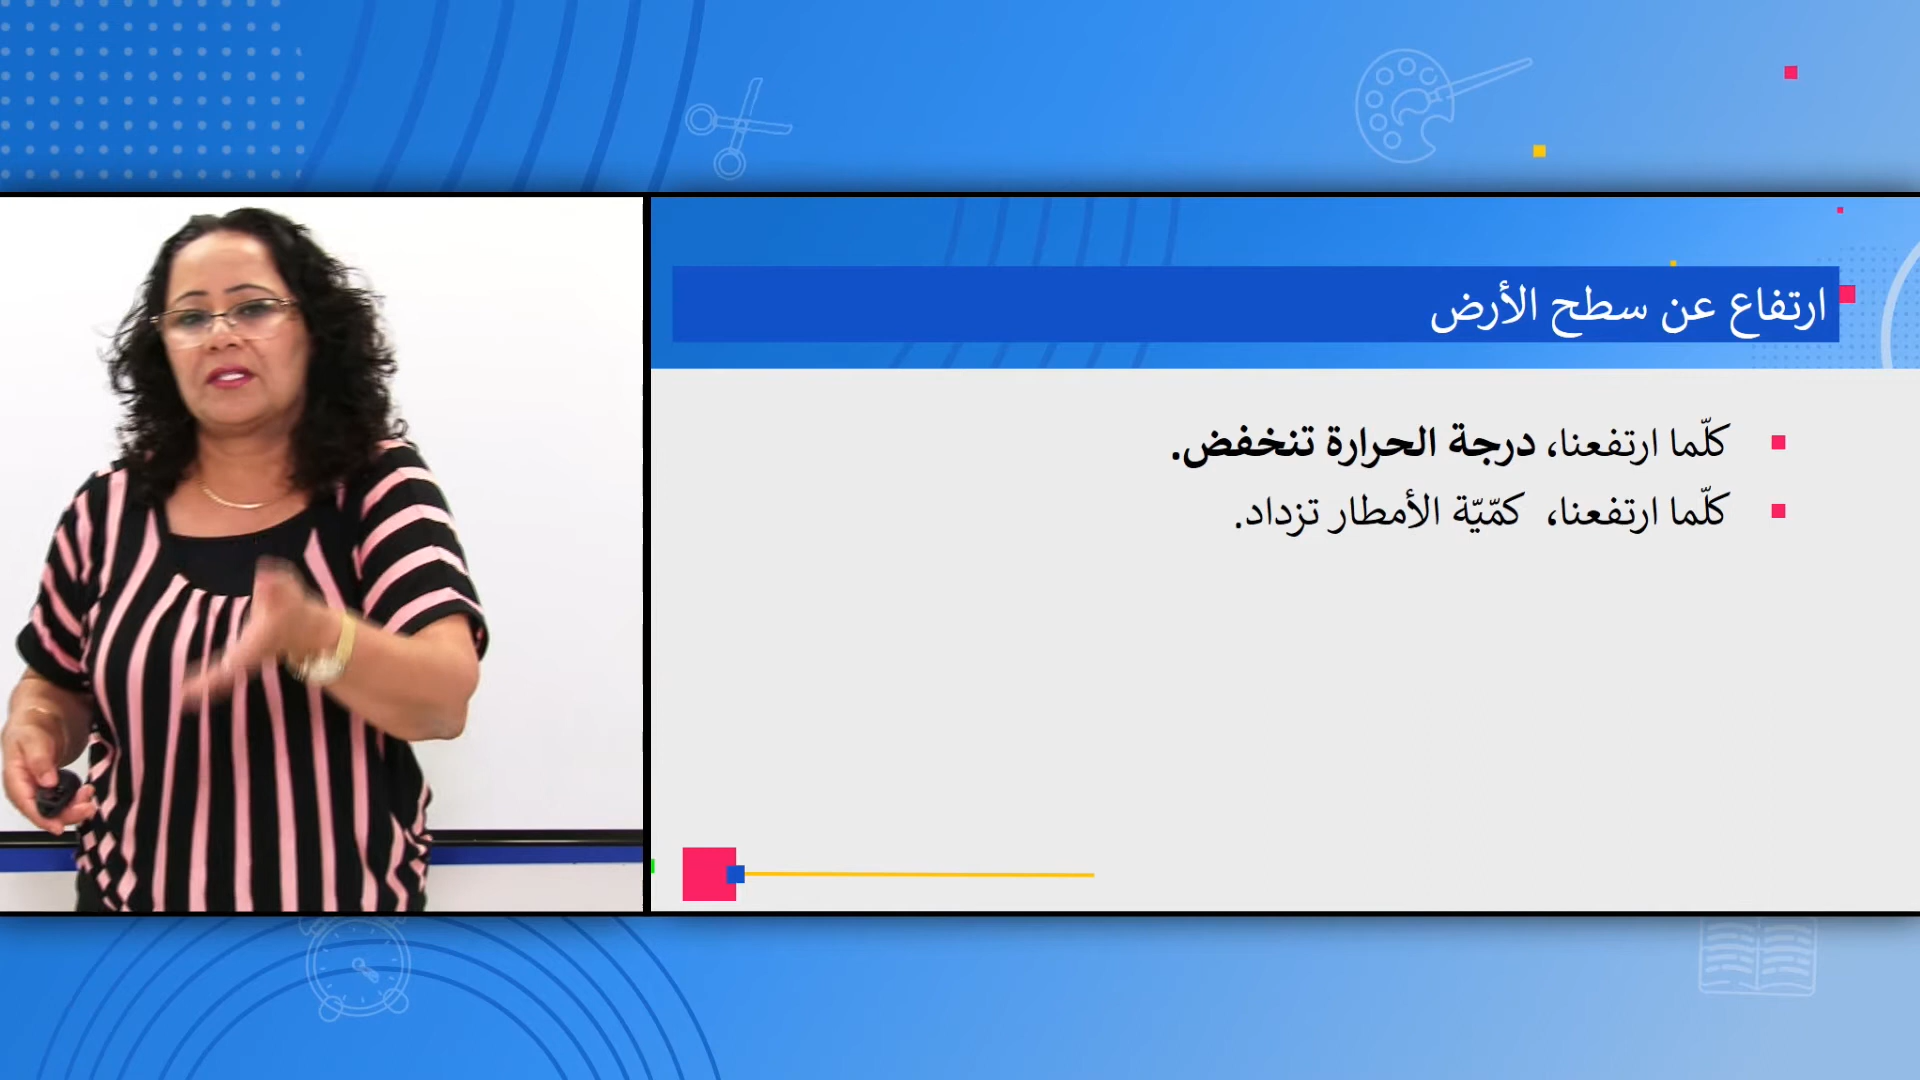 ارتفاع عن سطح الأرض
كلّما ارتفعنا، درجة الحرارة تنخفض.
كلّما ارتفعنا، كمّيّة الأمطار تزداد.